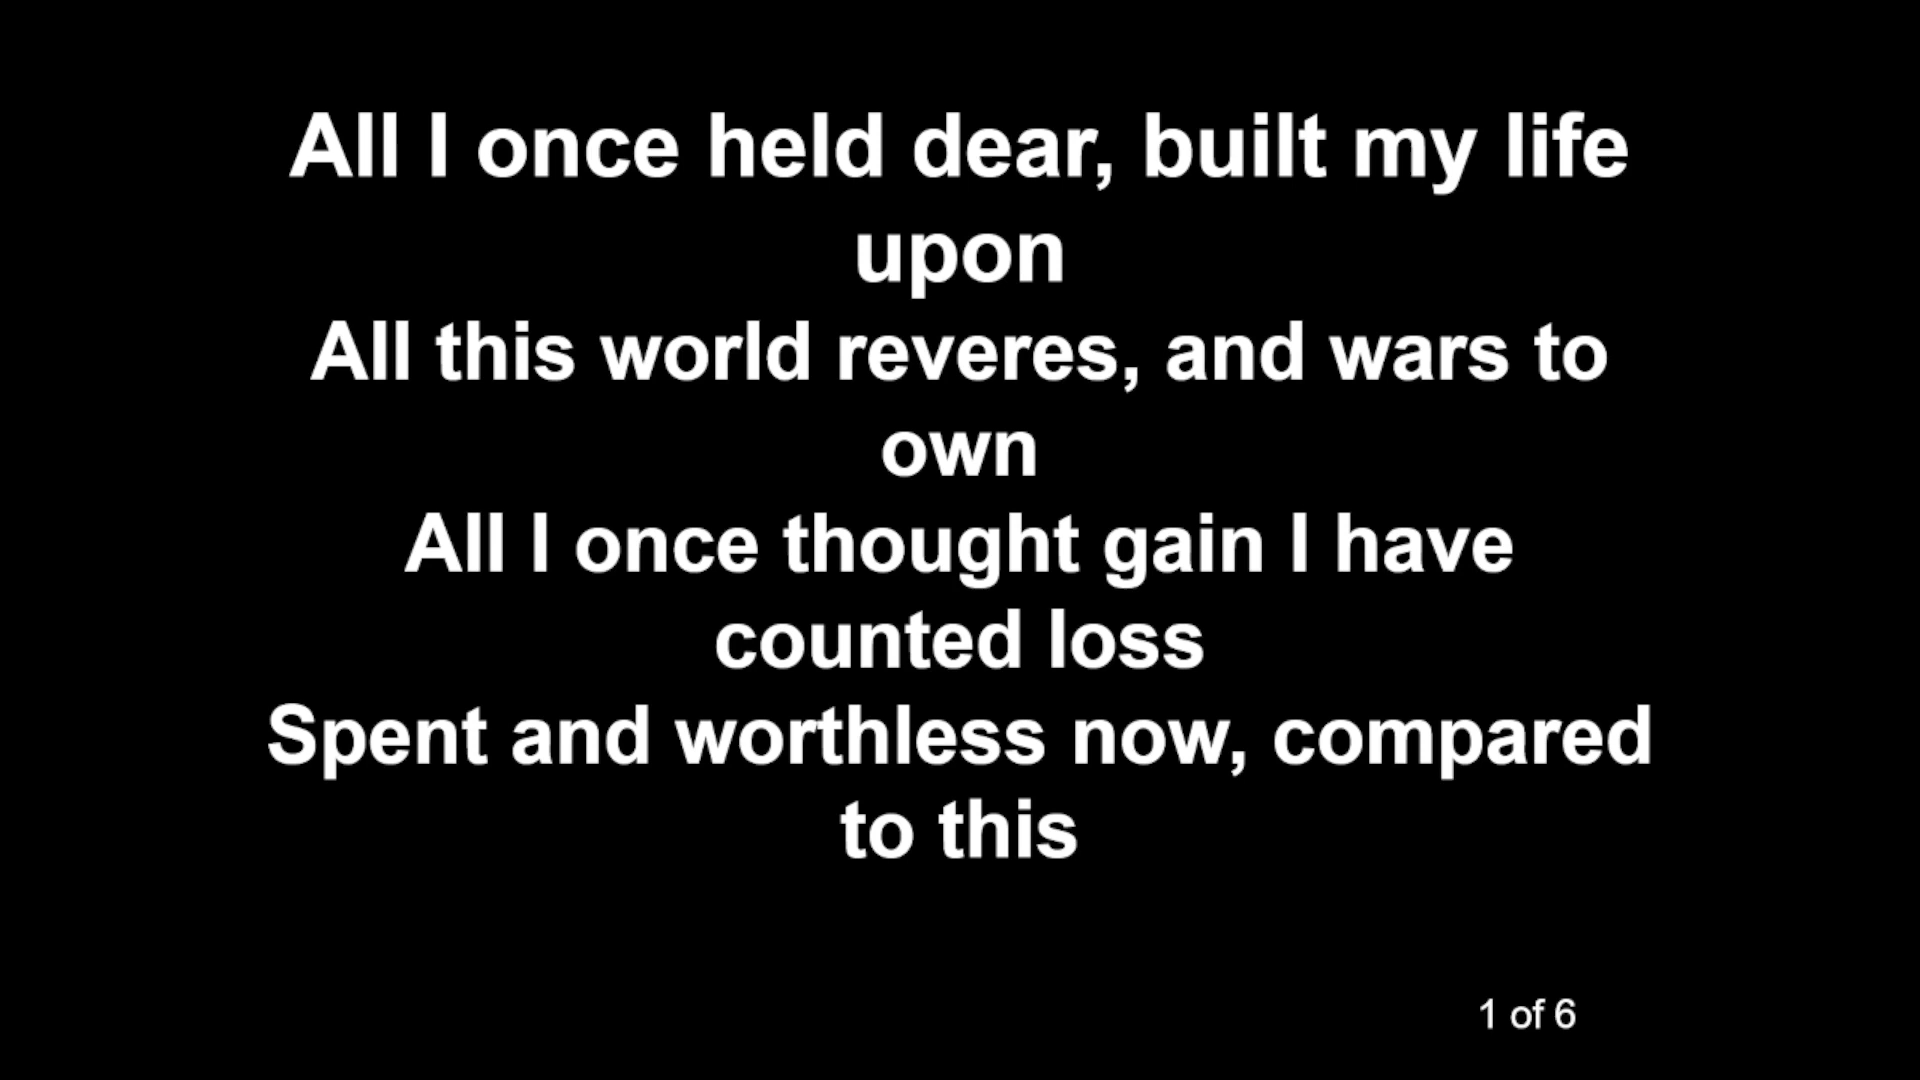 All I once held dear, built my life
upon
All this world reveres, and wars to
own
All I once thought gain I have
counted loss
Spent and worthless now, compared
to this
1 of 6